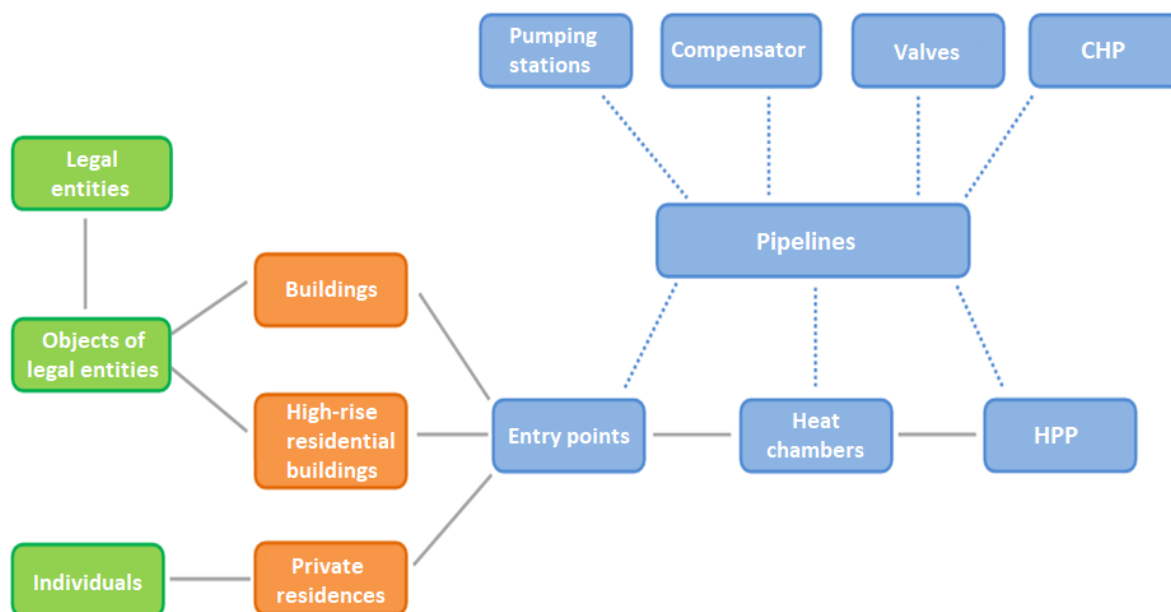 Pumping
stations
Compensator
Valves
CHP
Legal
entities
Pipelines
Buildings
Objects of
legal entities
High-rise
residential
buildings
Entry points
Heat
chambers
HPP
Individuals
Private
residences